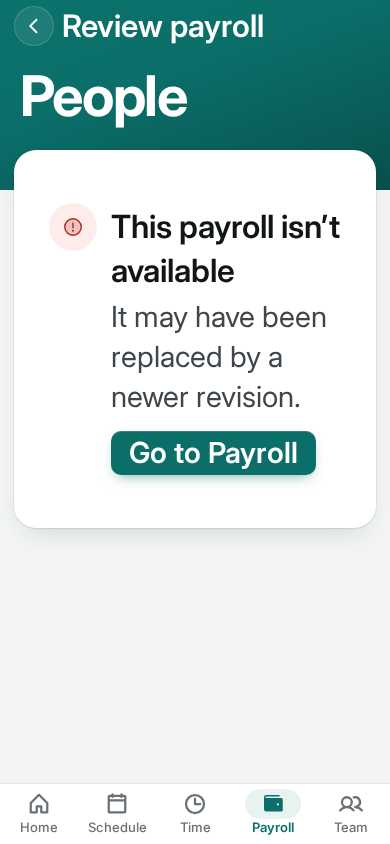 Review payroll
People
This payroll isn’t
available
It may have been
replaced by a
newer revision.
Go to Payroll
Home
Schedule
Time
Payroll
Team